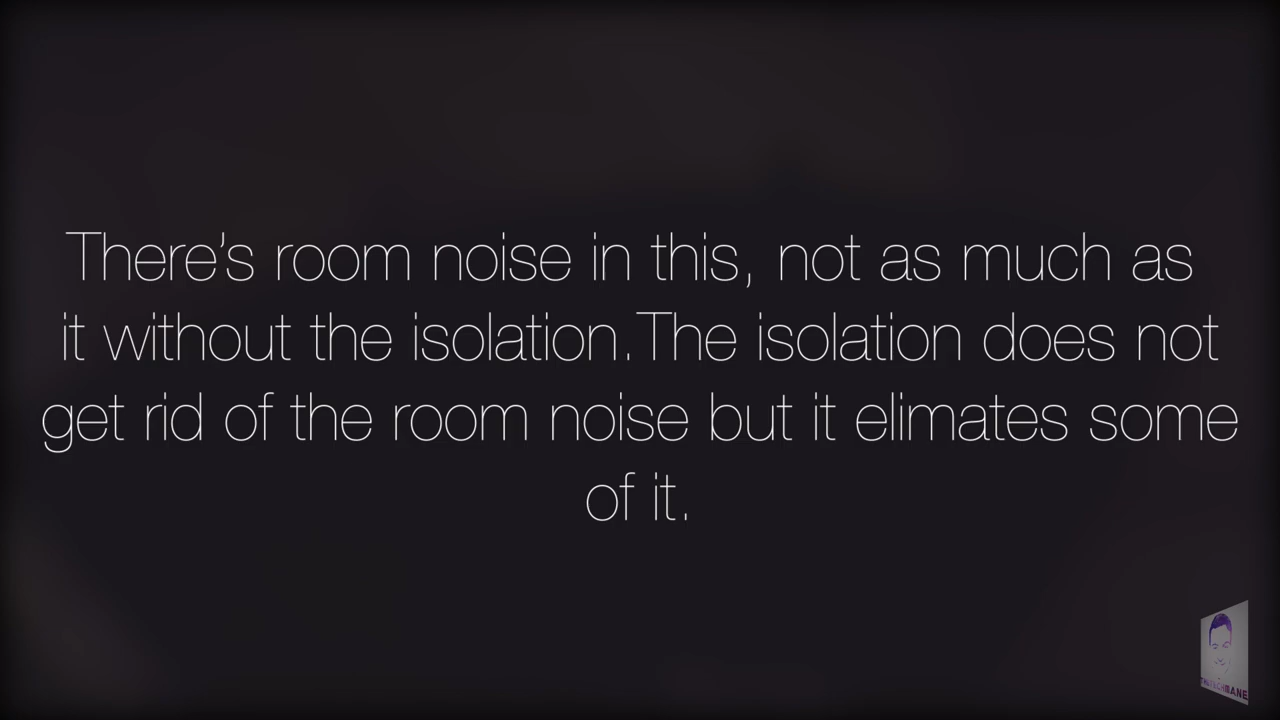 There's room noise in this, not as much as
it without the isolation.The isolation does not
get rid of the room noise but it elimates some
of it.
THETECHMANE